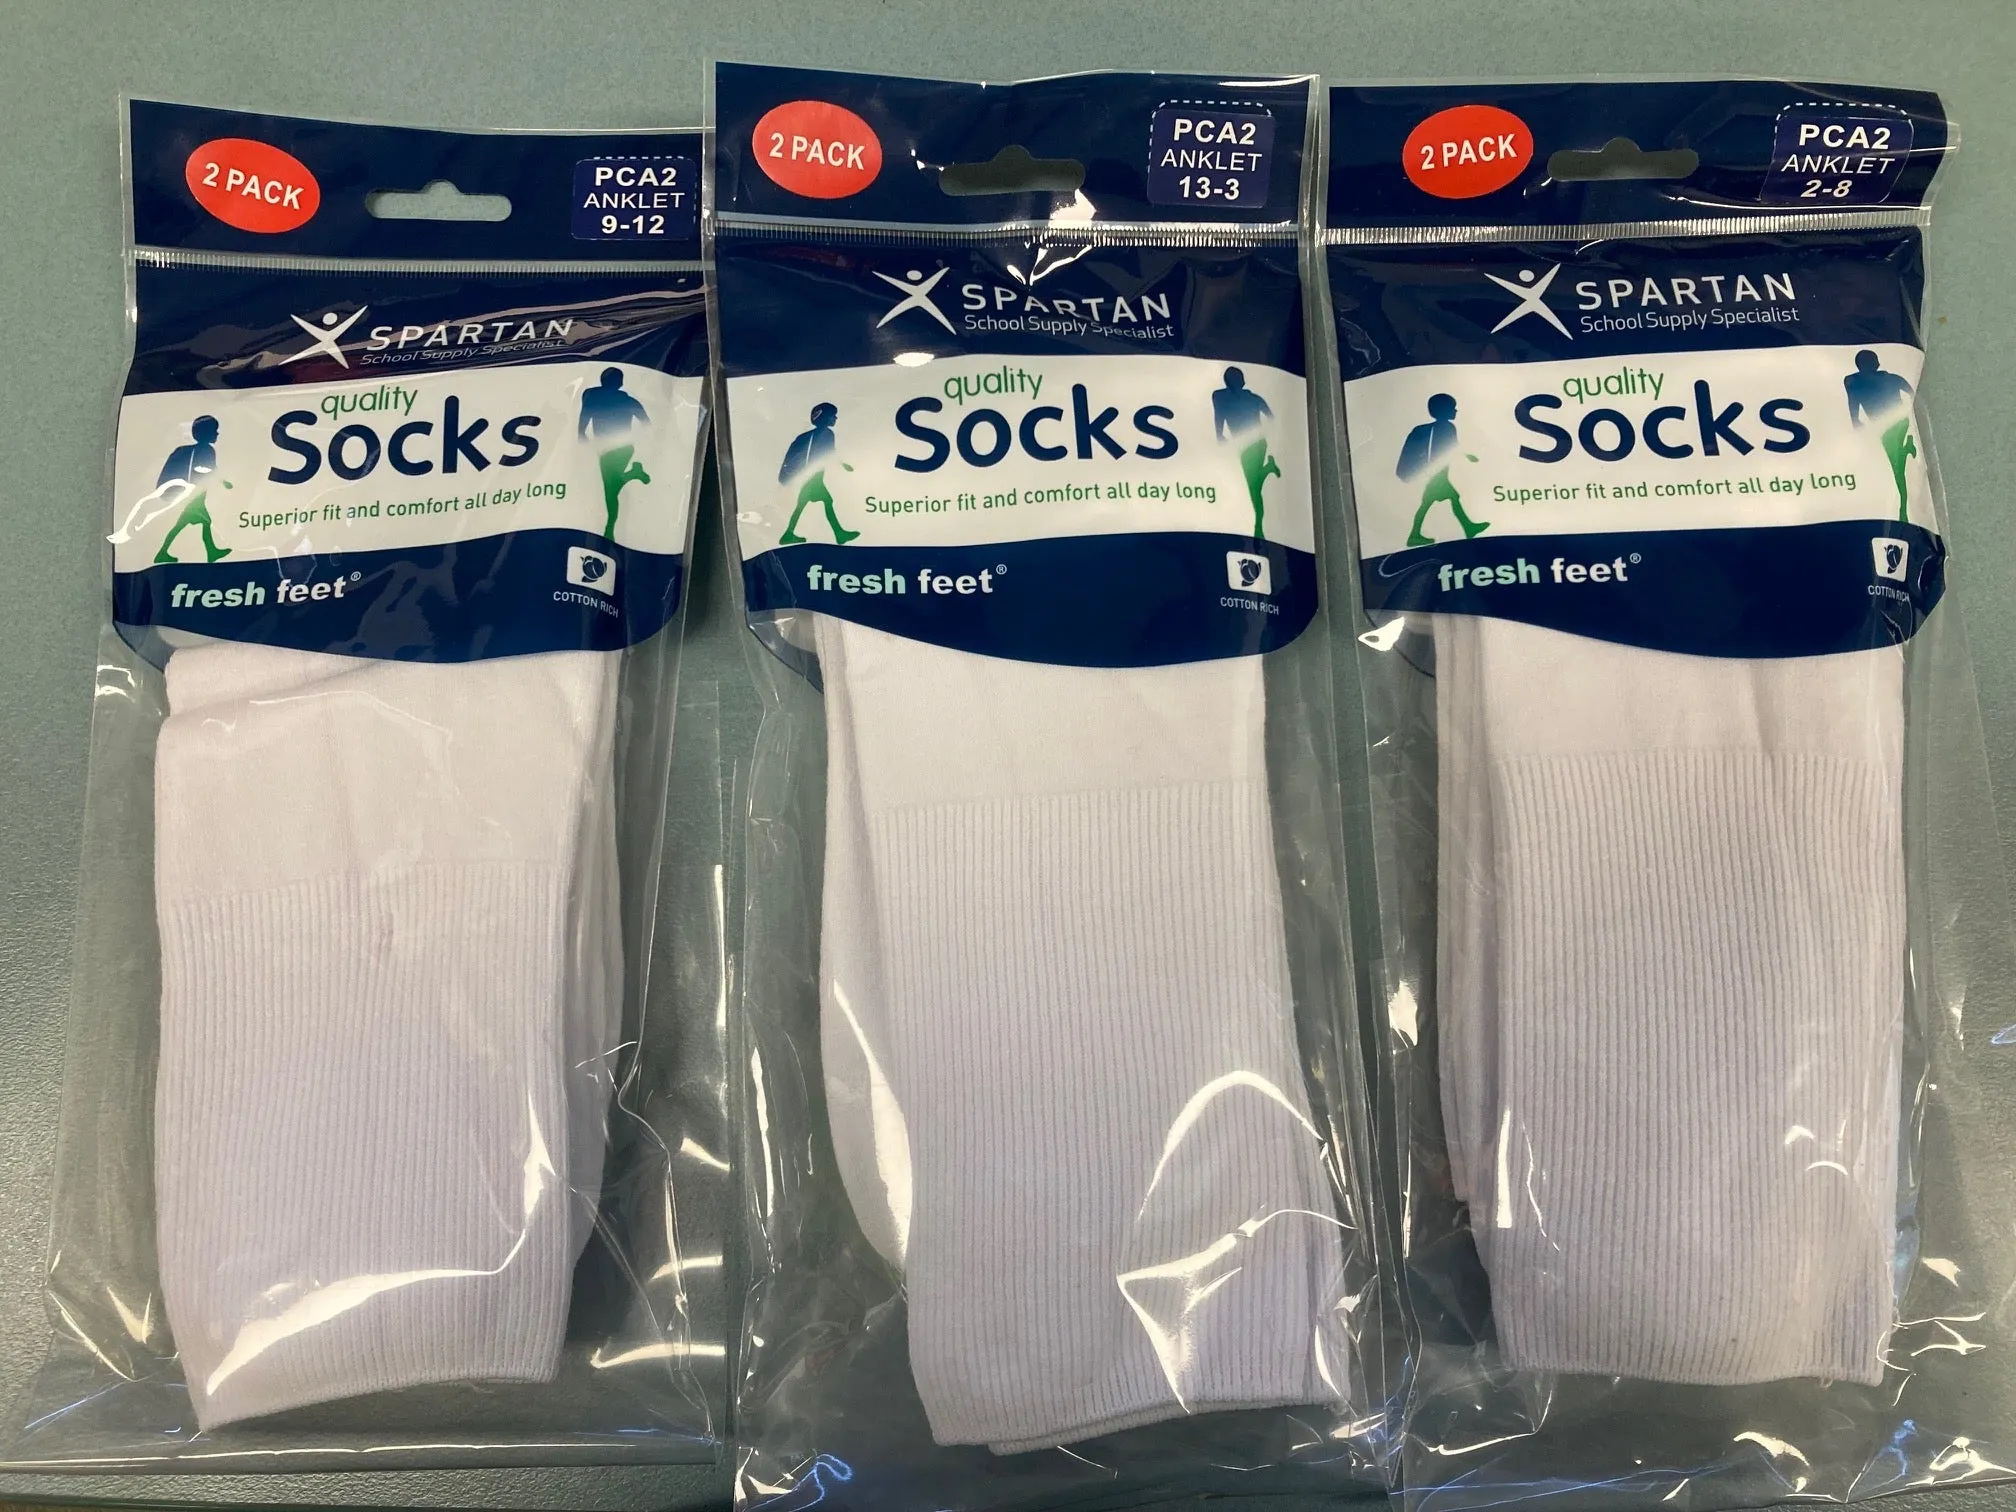 2 PACK
PCA2
ANKLET
9-12
SPARTAN
School Supply Specialist
quality
Socks
Superior fit and comfort all day long
fresh feet®
COTTON RICH
2 PACK
PCA2
ANKLET
13-3
SPARTAN
School Supply Specialist
quality
Socks
Superior fit and comfort all day long
fresh feet®
COTTON RICH
2 PACK
PCA2
ANKLET
2-8
SPARTAN
School Supply Specialist
quality
Socks
Superior fit and comfort all day long
fresh feet®
COTTON RICH